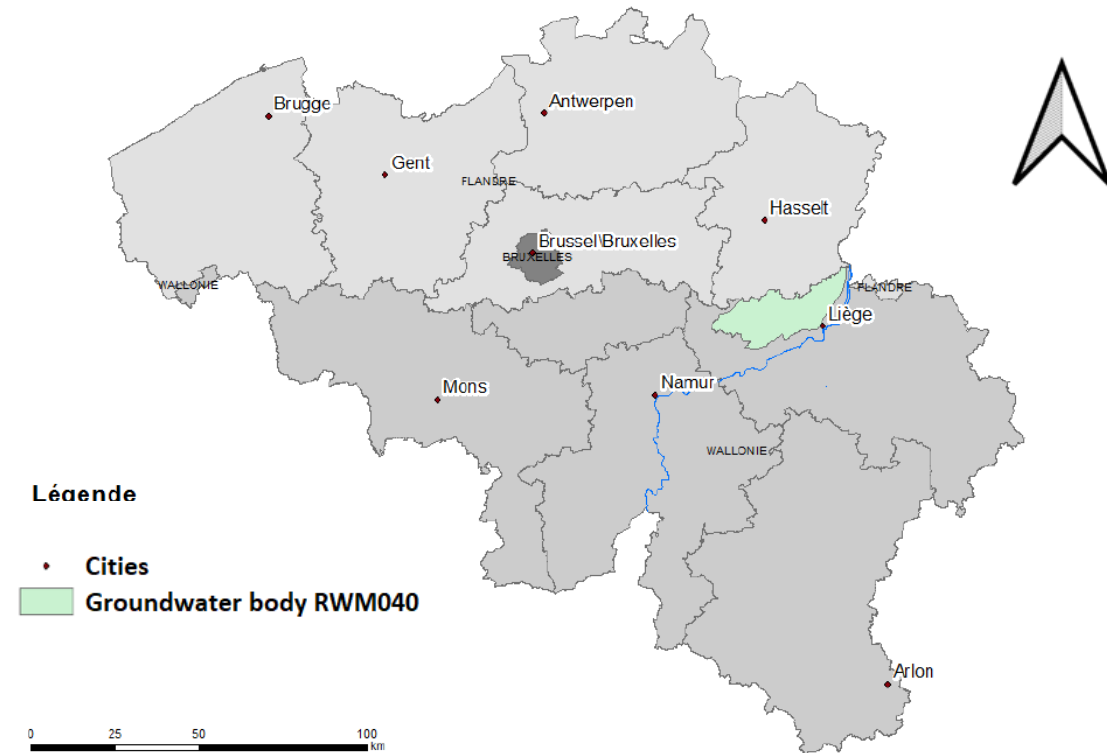 Brugge
Antwerpen
Gent
FLANDRE
Hasselt
Brussel\Bruxelles
BRUXELLES
WALLONIE
FLANDRE
Liège
Mons
Namur
WALLONIE
Légende
Cities
Groundwater body RWM040
Arlon
0 25 50 100
km